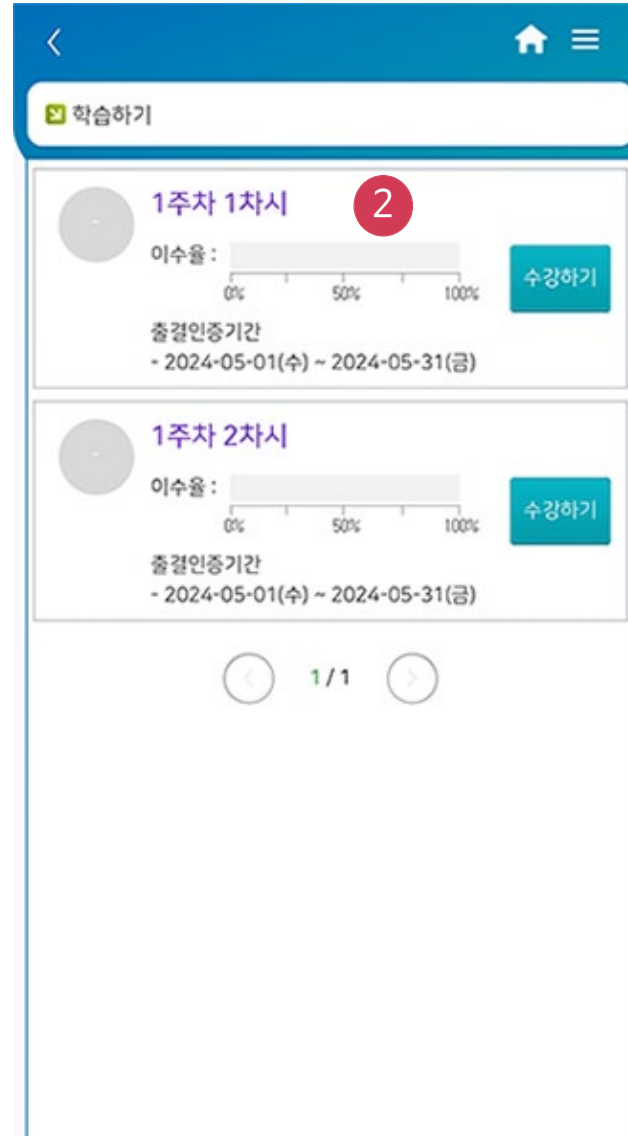 학습하기
1주차 1차시
2
이수율 :
0% 50% 100%
수강하기
출결인증기간
- 2024-05-01(수) ~ 2024-05-31(금)
1주차 2차시
이수율 :
0% 50% 100%
수강하기
출결인증기간
- 2024-05-01(수) ~ 2024-05-31(금)
1 / 1